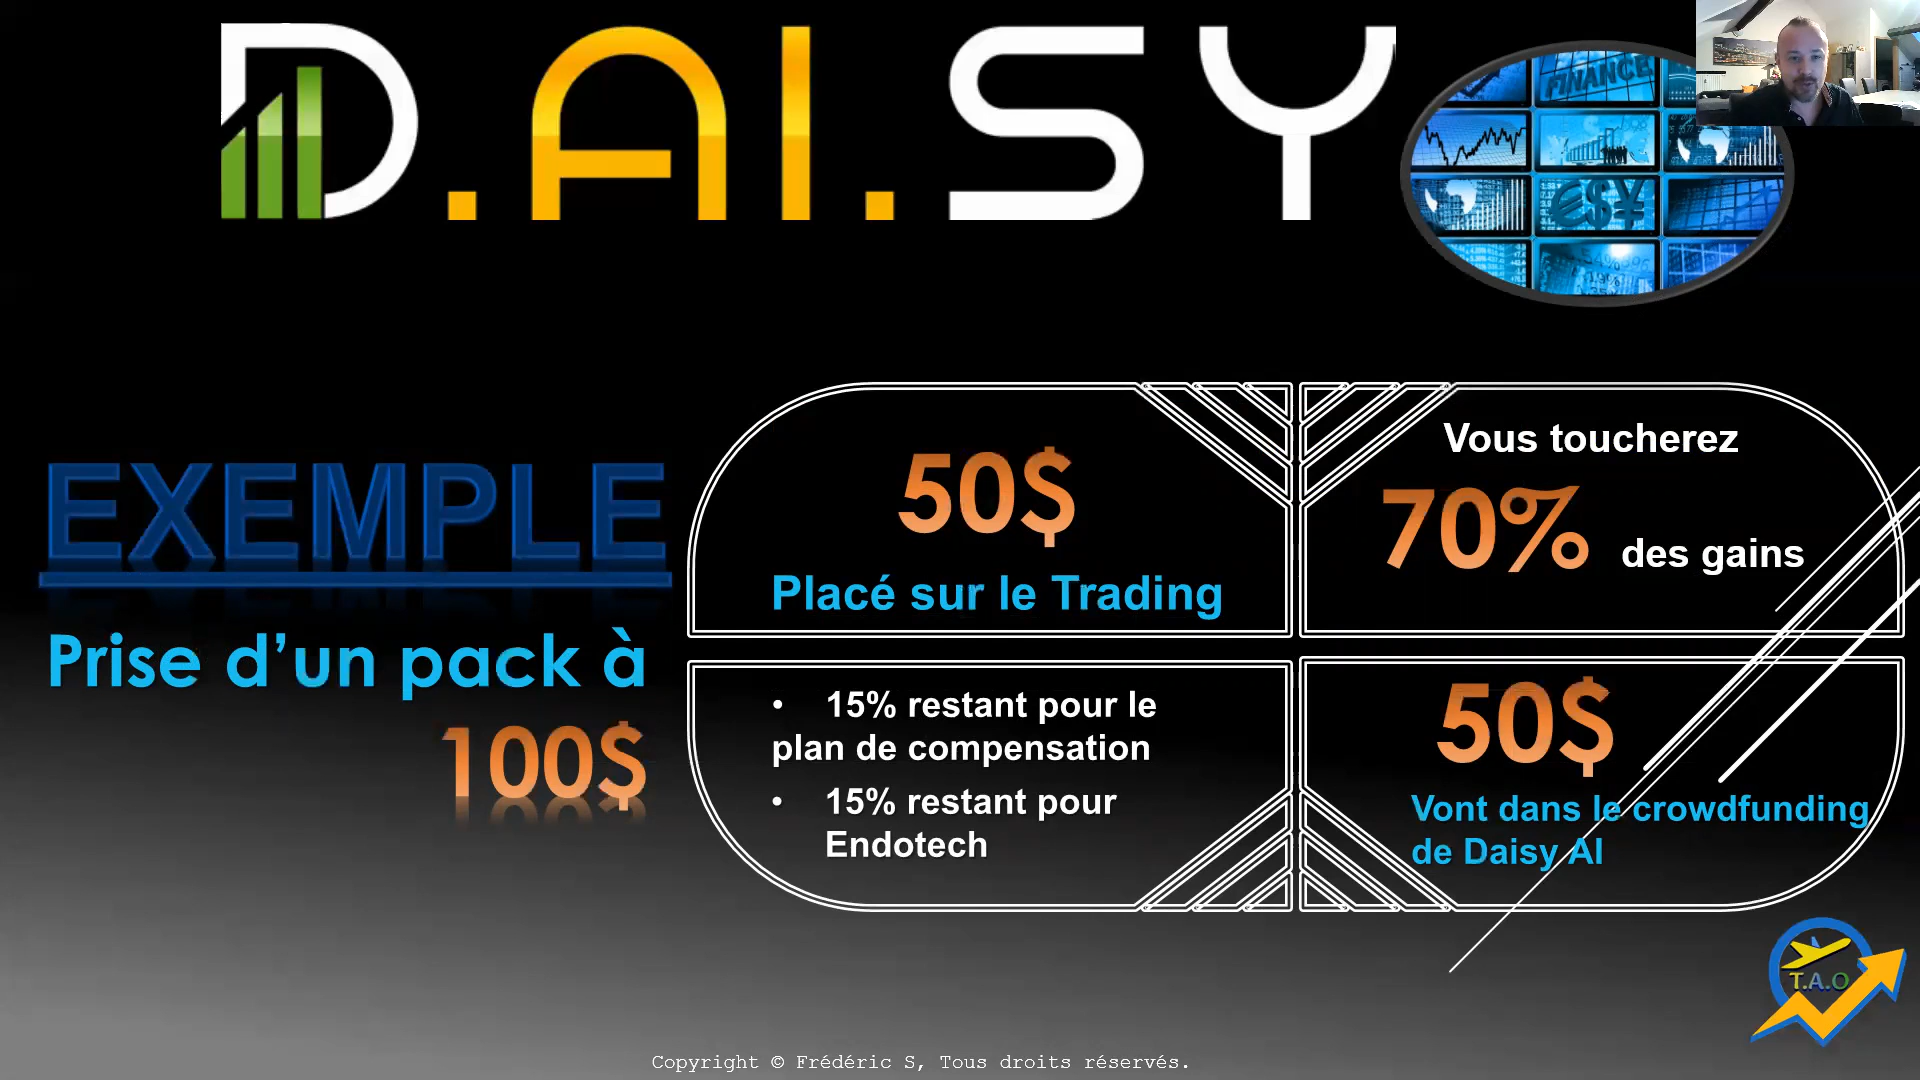 D.AI.SY
FINANCE
€$¥
EXEMPLE
Prise d’un pack à
100$
50$
Placé sur le Trading
Vous toucherez
70% des gains
• 15% restant pour le
plan de compensation
• 15% restant pour
Endotech
50$
Vont dans le crowdfunding
de Daisy AI
T.A.O
Copyright © Frédéric S, Tous droits réservés.